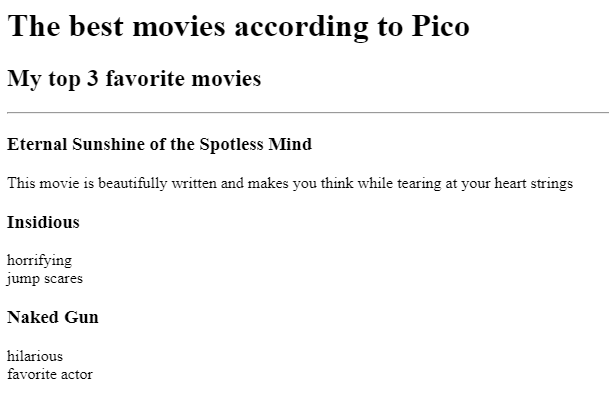 The best movies according to Pico
My top 3 favorite movies
Eternal Sunshine of the Spotless Mind
This movie is beautifully written and makes you think while tearing at your heart strings
Insidious
horrifying
jump scares
Naked Gun
hilarious
favorite actor